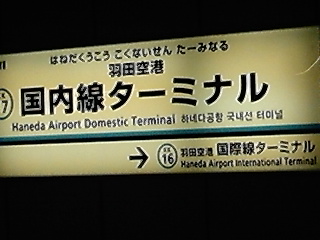 はねだくうこう こくないせん たーみなる
羽田空港
17 国内線ターミナル
Haneda Airport Domestic Terminal 하네다공항 국내선 터미널
→ 16 羽田空港 国際線ターミナル
Haneda Airport International Terminal